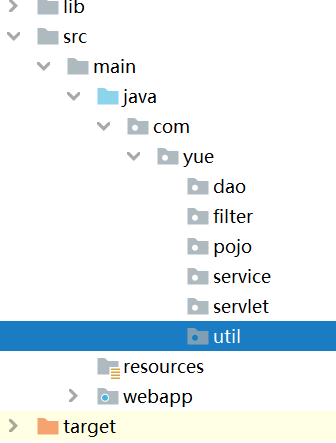 lib
src
main
java
com
yue
dao
filter
pojo
service
servlet
util
resources
webapp
target